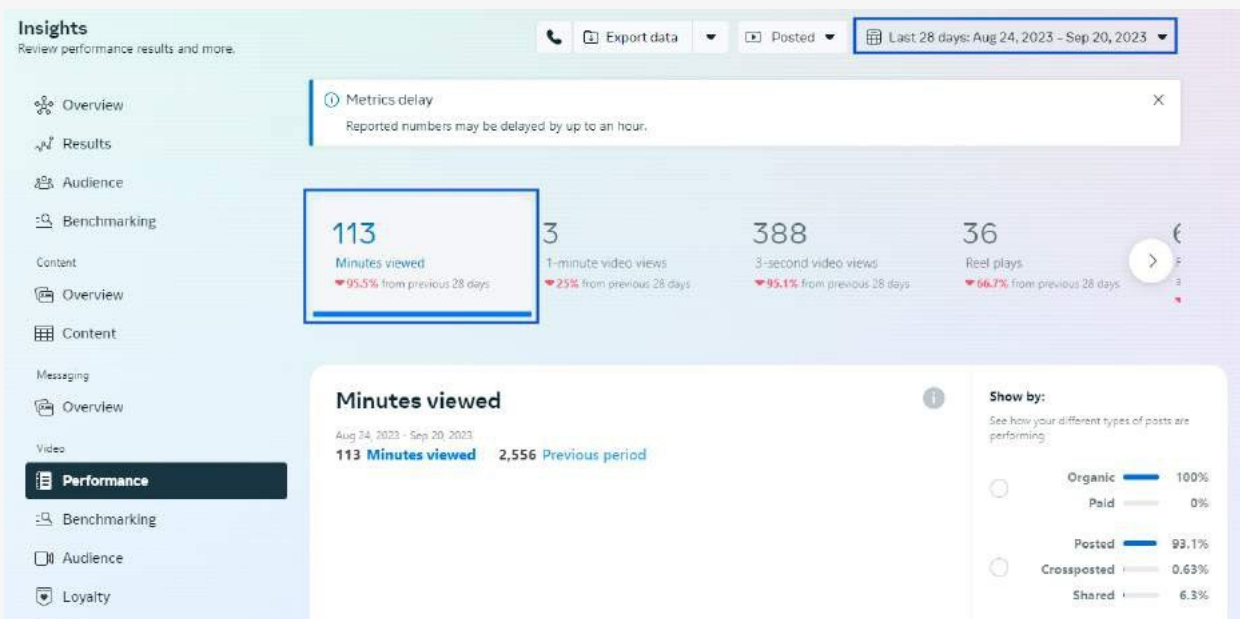 Insights
Review performance results and more.
Export data
Posted
Last 28 days: Aug 24, 2023 - Sep 20, 2023
Overview
Results
Audience
Benchmarking
Content
Overview
Content
Messaging
Overview
Video
Performance
Benchmarking
Audience
Loyalty
Metrics delay
Reported numbers may be delayed by up to an hour.
113
Minutes viewed
95.5% from previous 28 days
3
1-minute video views
25% from previous 28 days
388
3-second video views
95.1% from previous 28 days
36
Reel plays
66.7% from previous 28 days
Minutes viewed
Aug 24, 2023 - Sep 20, 2023
113 Minutes viewed 2,556 Previous period
Show by:
See how your different types of posts are
performing
Organic 100%
Paid 0%
Posted 93.1%
Crossposted 0.63%
Shared 6.3%